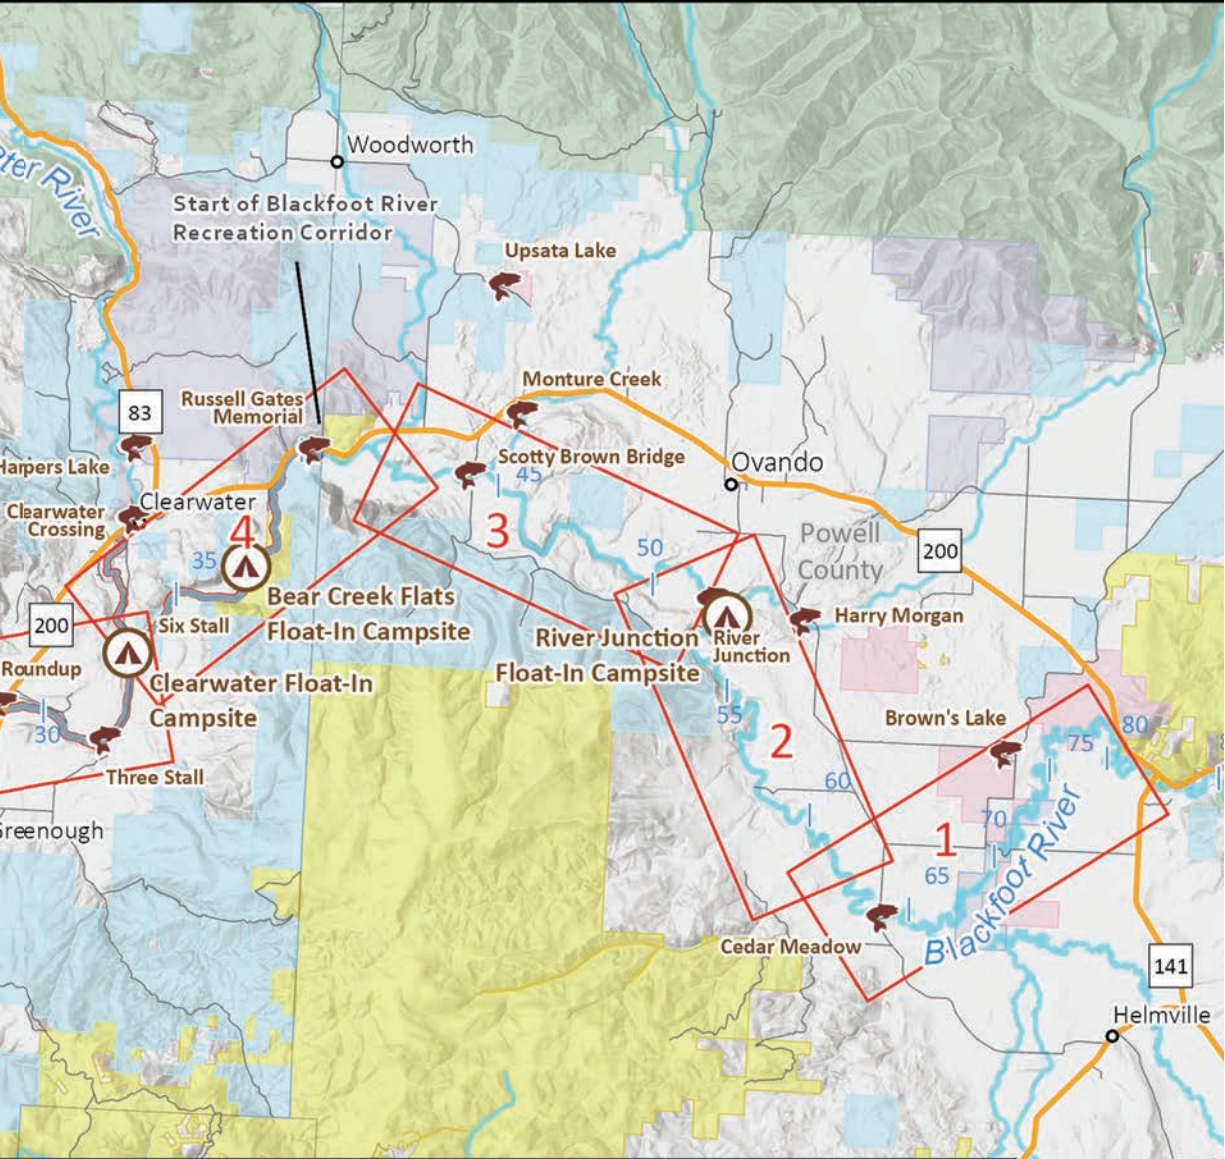 Woodworth
Start of Blackfoot River
Recreation Corridor
Upsata Lake
Monture Creek
Russell Gates
Memorial
83
Harpers Lake
Scotty Brown Bridge
45
Ovando
Clearwater
Clearwater
Crossing
4
3
Powell
County
200
50
35
Bear Creek Flats
Float-In Campsite
200
Six Stall
Harry Morgan
River Junction
Float-In Campsite
River
Junction
Roundup
Clearwater Float-In
Campsite
55
Brown's Lake
30
2
75
80
Three Stall
60
70
1
65
Blackfoot River
Cedar Meadow
141
Helmville
River